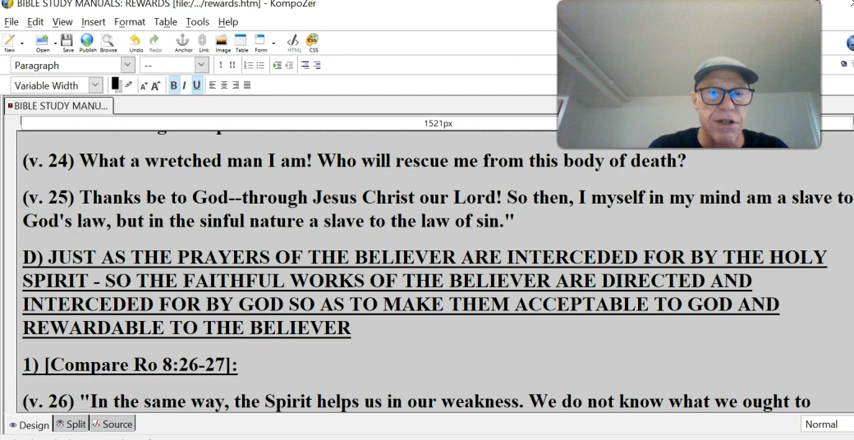 BIBLE STUDY MANUALS: REWARDS [file:/.../rewards.htm] - KompoZer
File Edit View Insert Format Table Tools Help
New Open Save Publish Browse Undo Redo Anchor Link Image Table Form HTML CSS
Paragraph --
Variable Width B I U
BIBLE STUDY MANU...
1521px
(v. 24) What a wretched man I am! Who will rescue me from this body of death?
(v. 25) Thanks be to God--through Jesus Christ our Lord! So then, I myself in my mind am a slave to
God's law, but in the sinful nature a slave to the law of sin."
D) JUST AS THE PRAYERS OF THE BELIEVER ARE INTERCEDED FOR BY THE HOLY
SPIRIT - SO THE FAITHFUL WORKS OF THE BELIEVER ARE DIRECTED AND
INTERCEDED FOR BY GOD SO AS TO MAKE THEM ACCEPTABLE TO GOD AND
REWARDABLE TO THE BELIEVER
1) [Compare Ro 8:26-27]:
(v. 26) "In the same way, the Spirit helps us in our weakness. We do not know what we ought to
Design Split Source
Normal